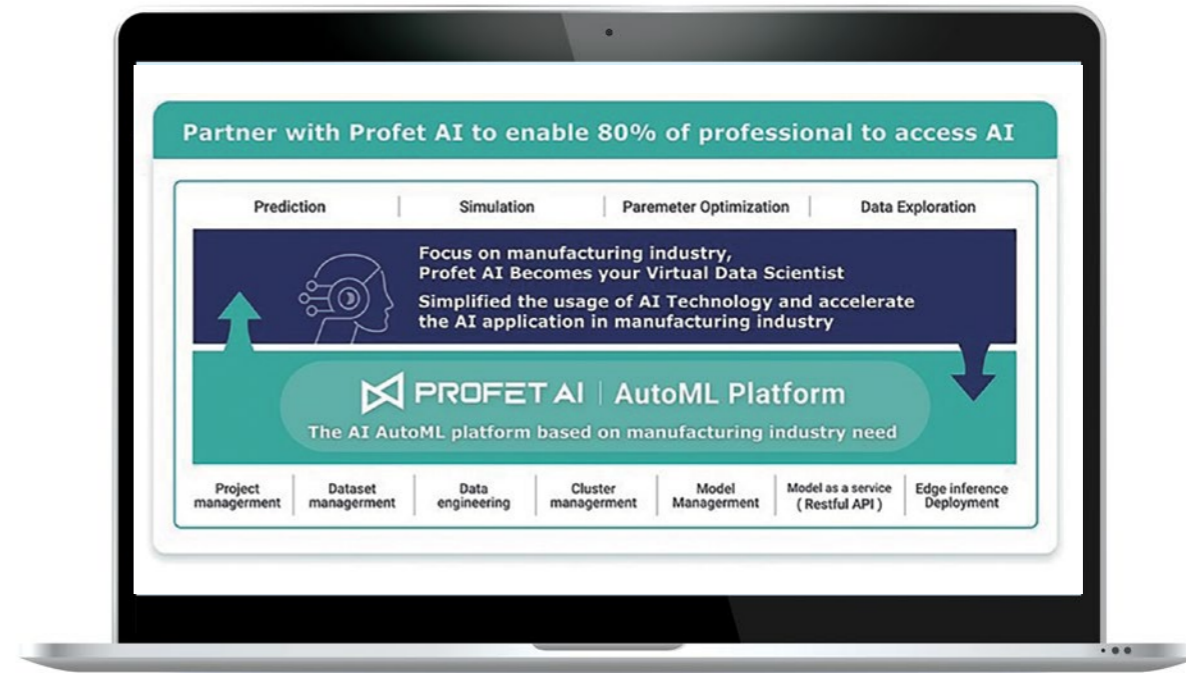 Partner with Profet AI to enable 80% of professional to access AI
Prediction
Simulation
Paremeter Optimization
Data Exploration
Focus on manufacturing industry,
Profet AI Becomes your Virtual Data Scientist
Simplified the usage of AI Technology and accelerate
the AI application in manufacturing industry
PROFET AI | AutoML Platform
The AI AutoML platform based on manufacturing industry need
Project
managerment
Dataset
managerment
Data
engineering
Cluster
managerment
Model
Management
Model as a service
( Restful API )
Edge inference
Deployment